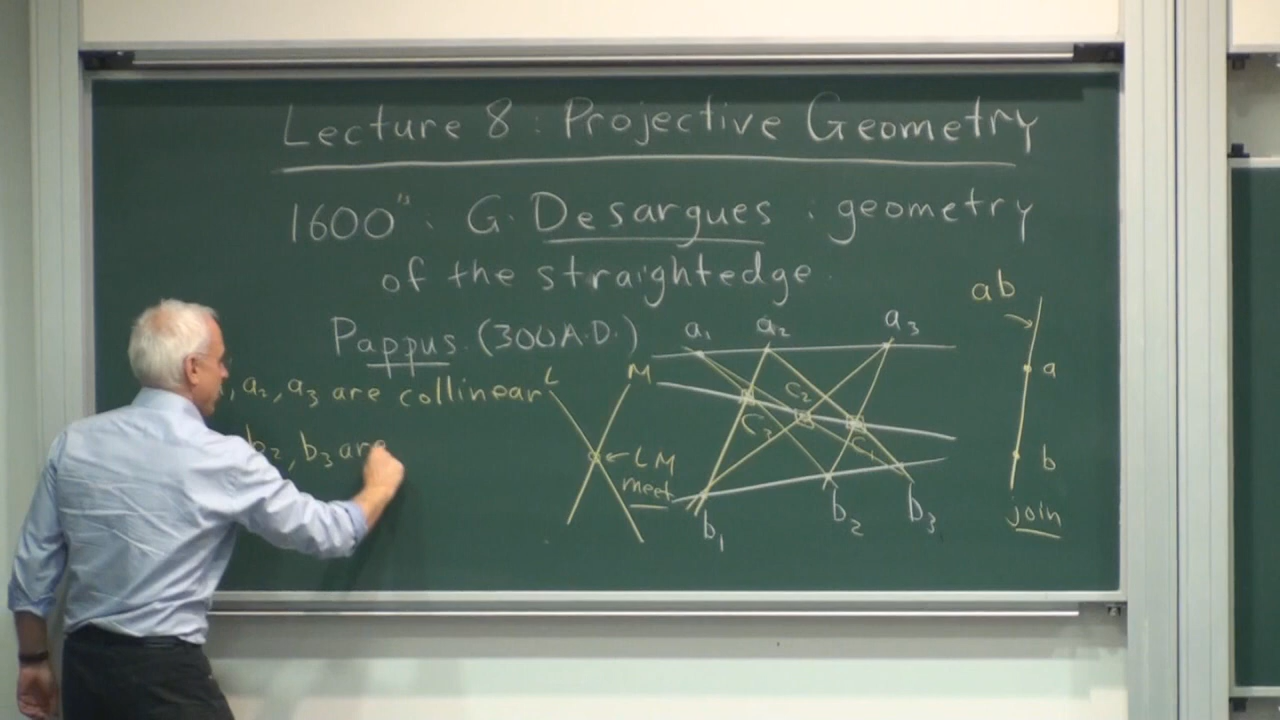 Lecture 8 : Projective Geometry
1600's : G. Desargues : geometry
of the straightedge.
Pappus (300 A.D.)
, a₂, a₃ are collinear
b₂, b₃ are
L M
←LM
meet
a₁ a₂ a₃
C₃ C₂ C₁
b₁ b₂ b₃
ab
a
b
join